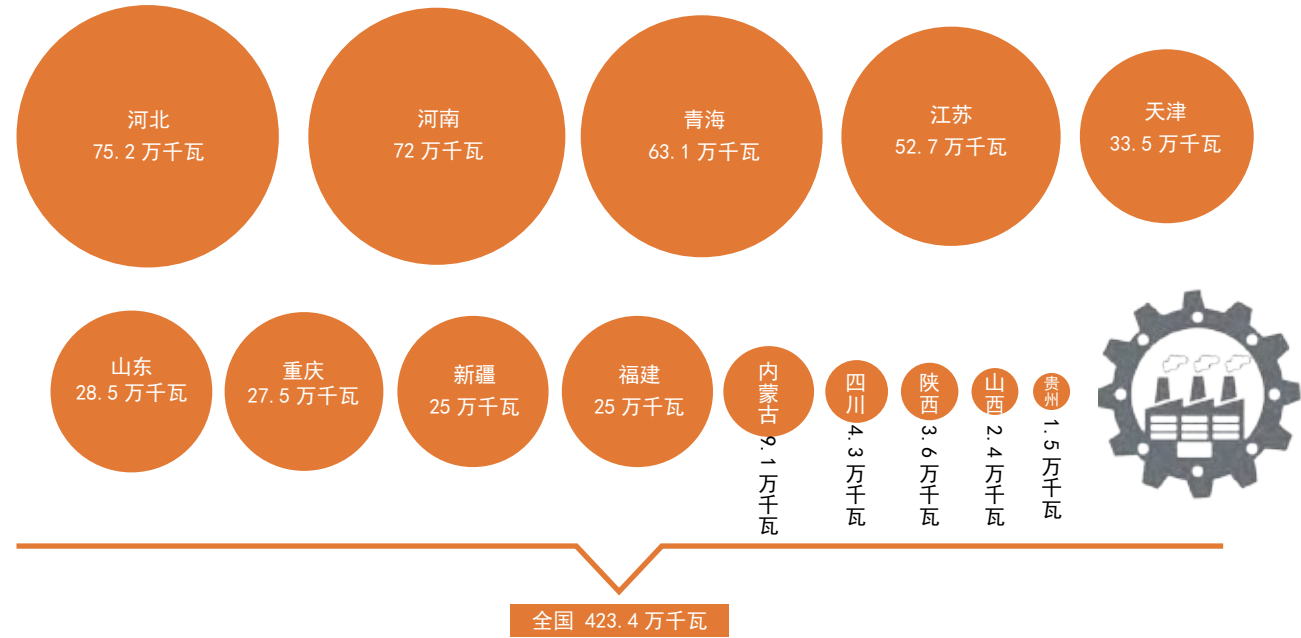 河北
75.2 万千瓦
河南
72 万千瓦
青海
63.1 万千瓦
江苏
52.7 万千瓦
天津
33.5 万千瓦
山东
28.5 万千瓦
重庆
27.5 万千瓦
新疆
25 万千瓦
福建
25 万千瓦
内蒙古
9.1 万千瓦
四川
4.3 万千瓦
陕西
3.6 万千瓦
山西
2.4 万千瓦
贵州
1.5 万千瓦
全国 423.4 万千瓦